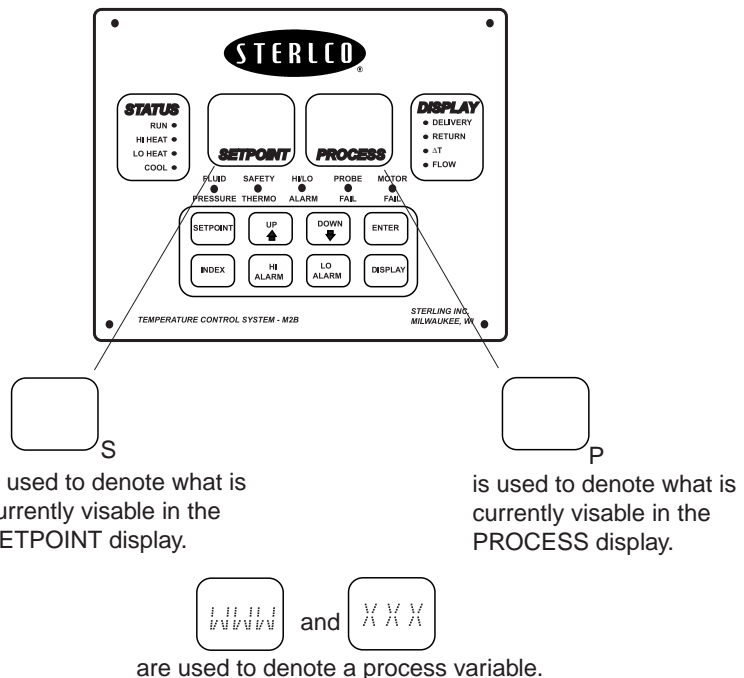 STERLCO®
STATUS
RUN
HI HEAT
LO HEAT
COOL
SETPOINT
PROCESS
DISPLAY
DELIVERY
RETURN
ΔT
FLOW
FLUID SAFETY HI/LO PROBE MOTOR
PRESSURE THERMO ALARM FAIL FAIL
SETPOINT UP DOWN ENTER
INDEX HI ALARM LO ALARM DISPLAY
TEMPERATURE CONTROL SYSTEM - M2B
STERLING INC.
MILWAUKEE, WI
S
used to denote what is
urrently visable in the
ETPOINT display.
P
is used to denote what is
currently visable in the
PROCESS display.
WWW and XXX
are used to denote a process variable.